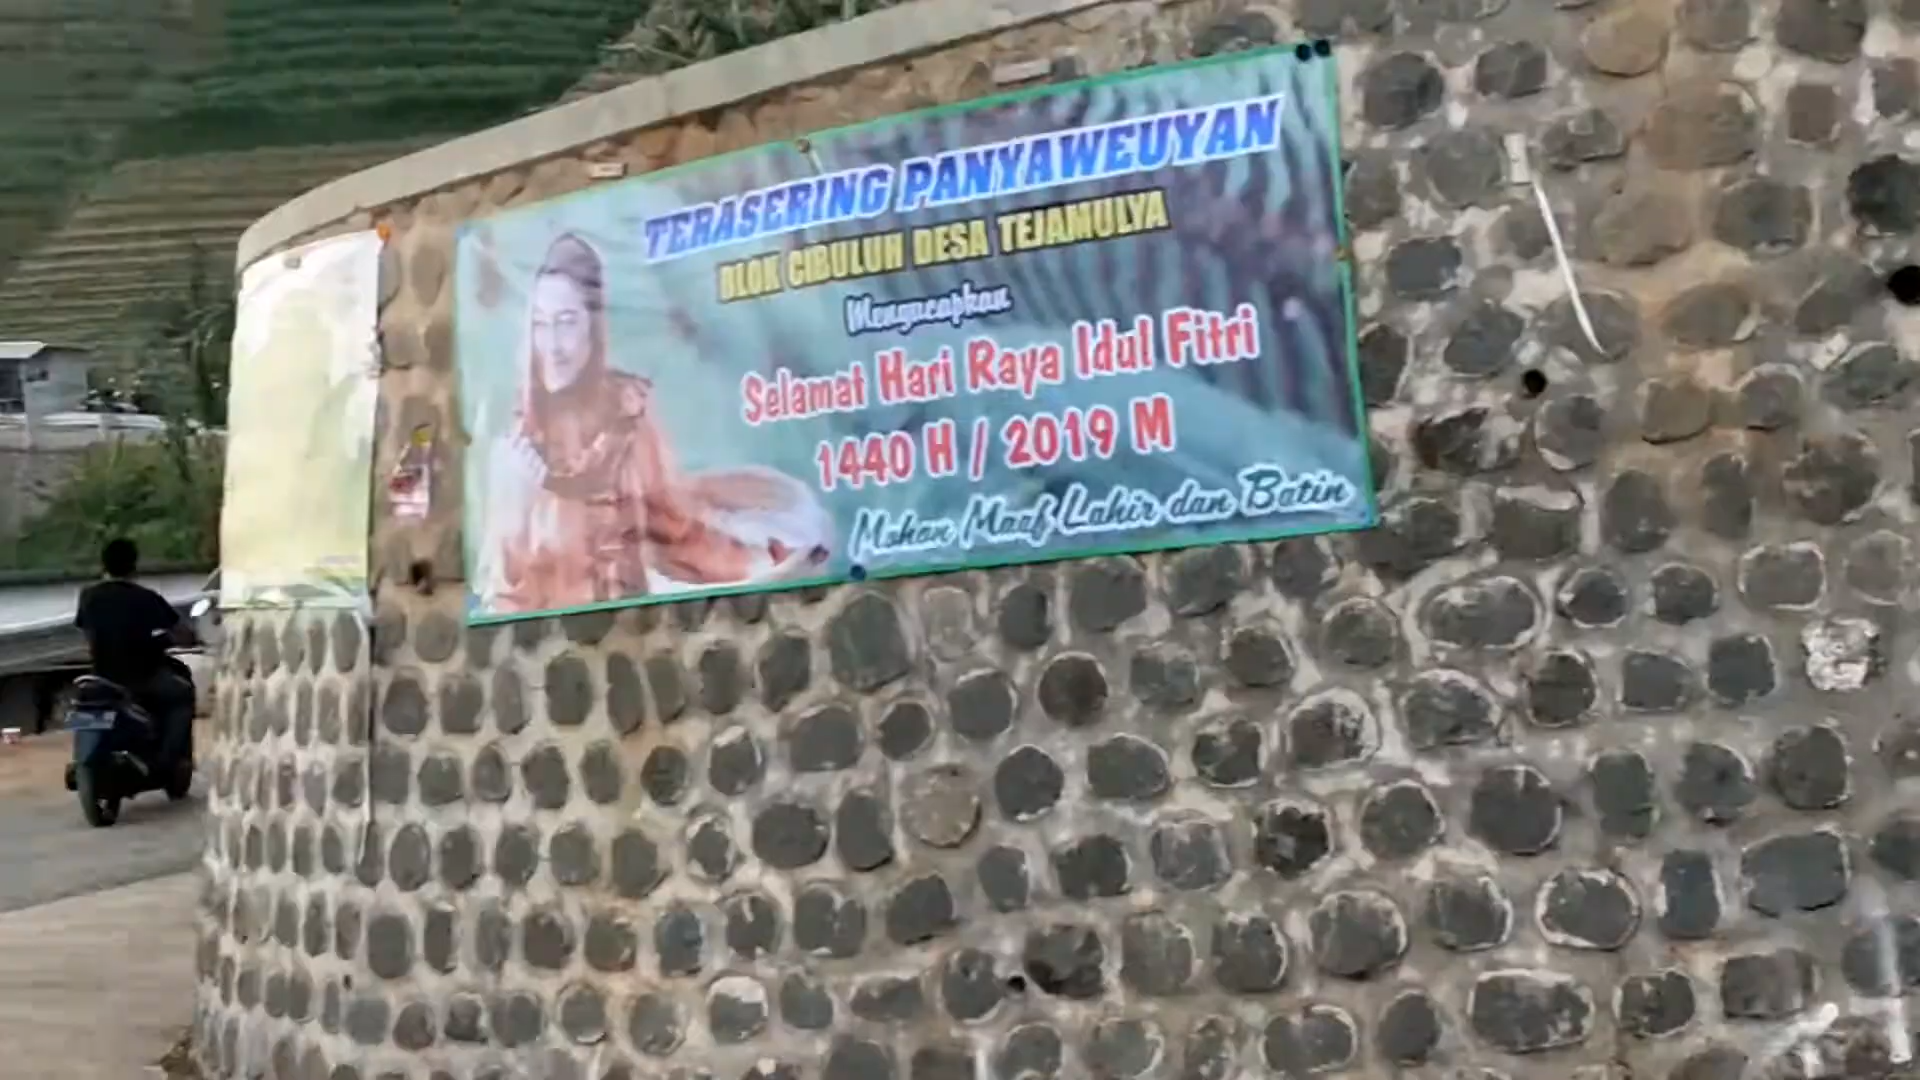 TERASERING PANYAWEUYAN
BLOK CIBULUH DESA TEJAMULYA
Mengucapkan
Selamat Hari Raya Idul Fitri
1440 H / 2019 M
Mohon Maaf Lahir dan Batin